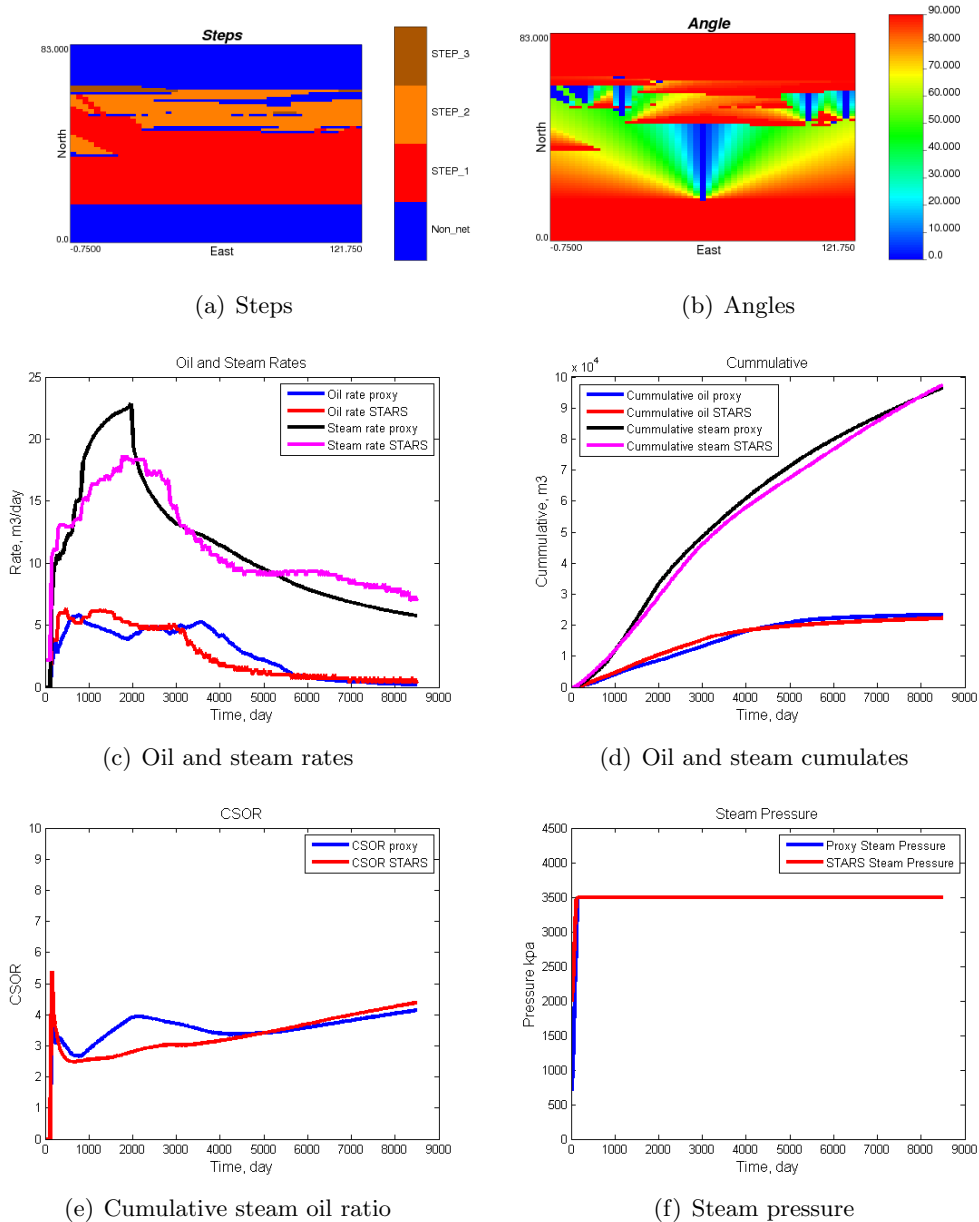 Steps
83.000
North
0.0
-0.7500
East
121.750
STEP_3
STEP_2
STEP_1
Non_net
Angle
83.000
North
0.0
-0.7500
East
121.750
90.000
80.000
70.000
60.000
50.000
40.000
30.000
20.000
10.000
0.0
(a) Steps
(b) Angles
Oil and Steam Rates
25
20
15
10
5
0
Rate, m3/day
Oil rate proxy
Oil rate STARS
Steam rate proxy
Steam rate STARS
0 1000 2000 3000 4000 5000 6000 7000 8000 9000
Time, day
Cummulative
x 10^4
10
9
8
7
6
5
4
3
2
1
0
Cummulative, m3
Cummulative oil proxy
Cummulative oil STARS
Cummulative steam proxy
Cummulative steam STARS
0 1000 2000 3000 4000 5000 6000 7000 8000 9000
Time, day
(c) Oil and steam rates
(d) Oil and steam cumulates
CSOR
10
9
8
7
6
5
4
3
2
1
0
CSOR
CSOR proxy
CSOR STARS
0 1000 2000 3000 4000 5000 6000 7000 8000 9000
Time, day
Steam Pressure
4500
4000
3500
3000
2500
2000
1500
1000
500
0
Pressure kpa
Proxy Steam Pressure
STARS Steam Pressure
0 1000 2000 3000 4000 5000 6000 7000 8000 9000
Time, day
(e) Cumulative steam oil ratio
(f) Steam pressure